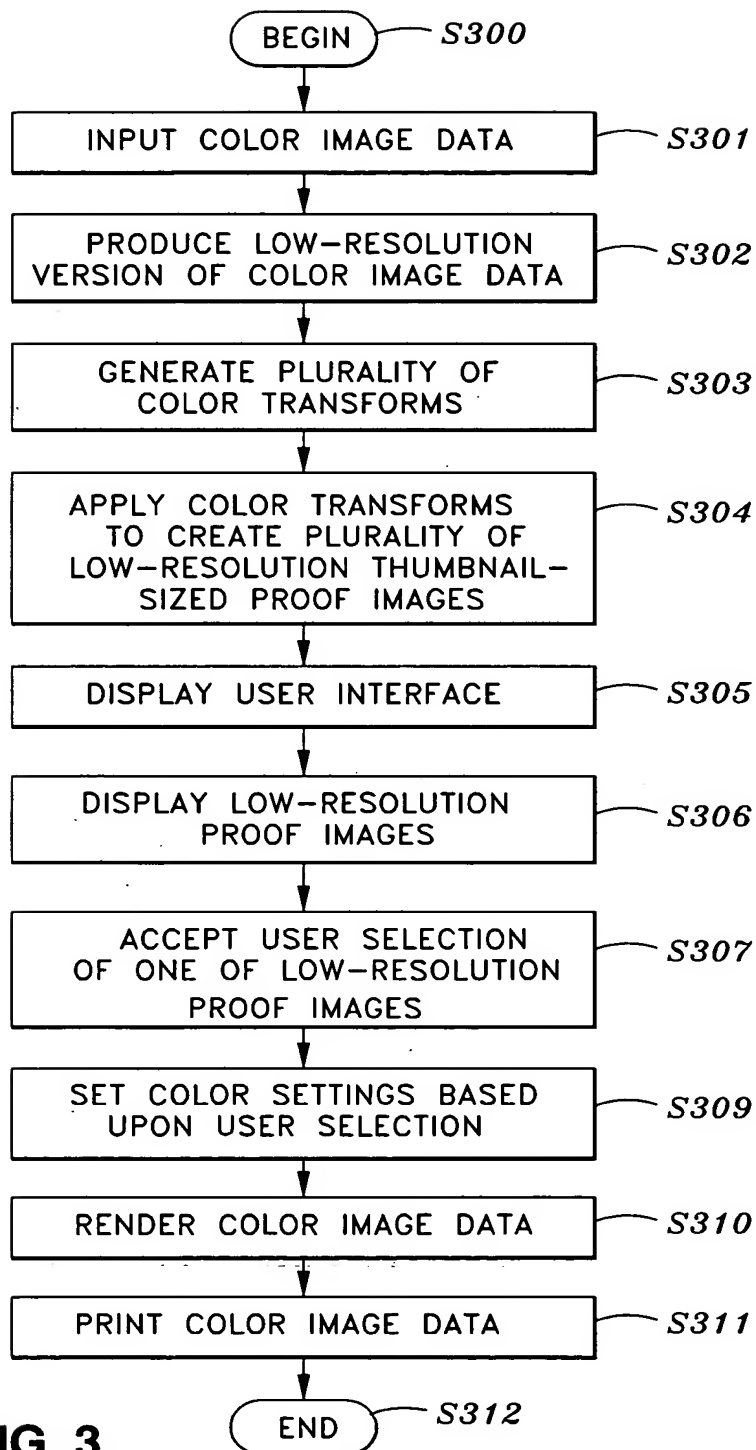 BEGIN S300
INPUT COLOR IMAGE DATA S301
PRODUCE LOW-RESOLUTION
VERSION OF COLOR IMAGE DATA S302
GENERATE PLURALITY OF
COLOR TRANSFORMS S303
APPLY COLOR TRANSFORMS S304
TO CREATE PLURALITY OF
LOW-RESOLUTION THUMBNAIL-
SIZED PROOF IMAGES
DISPLAY USER INTERFACE S305
DISPLAY LOW-RESOLUTION
PROOF IMAGES S306
ACCEPT USER SELECTION
OF ONE OF LOW-RESOLUTION S307
PROOF IMAGES
SET COLOR SETTINGS BASED
UPON USER SELECTION S309
RENDER COLOR IMAGE DATA S310
PRINT COLOR IMAGE DATA S311
END S312
IG. 3